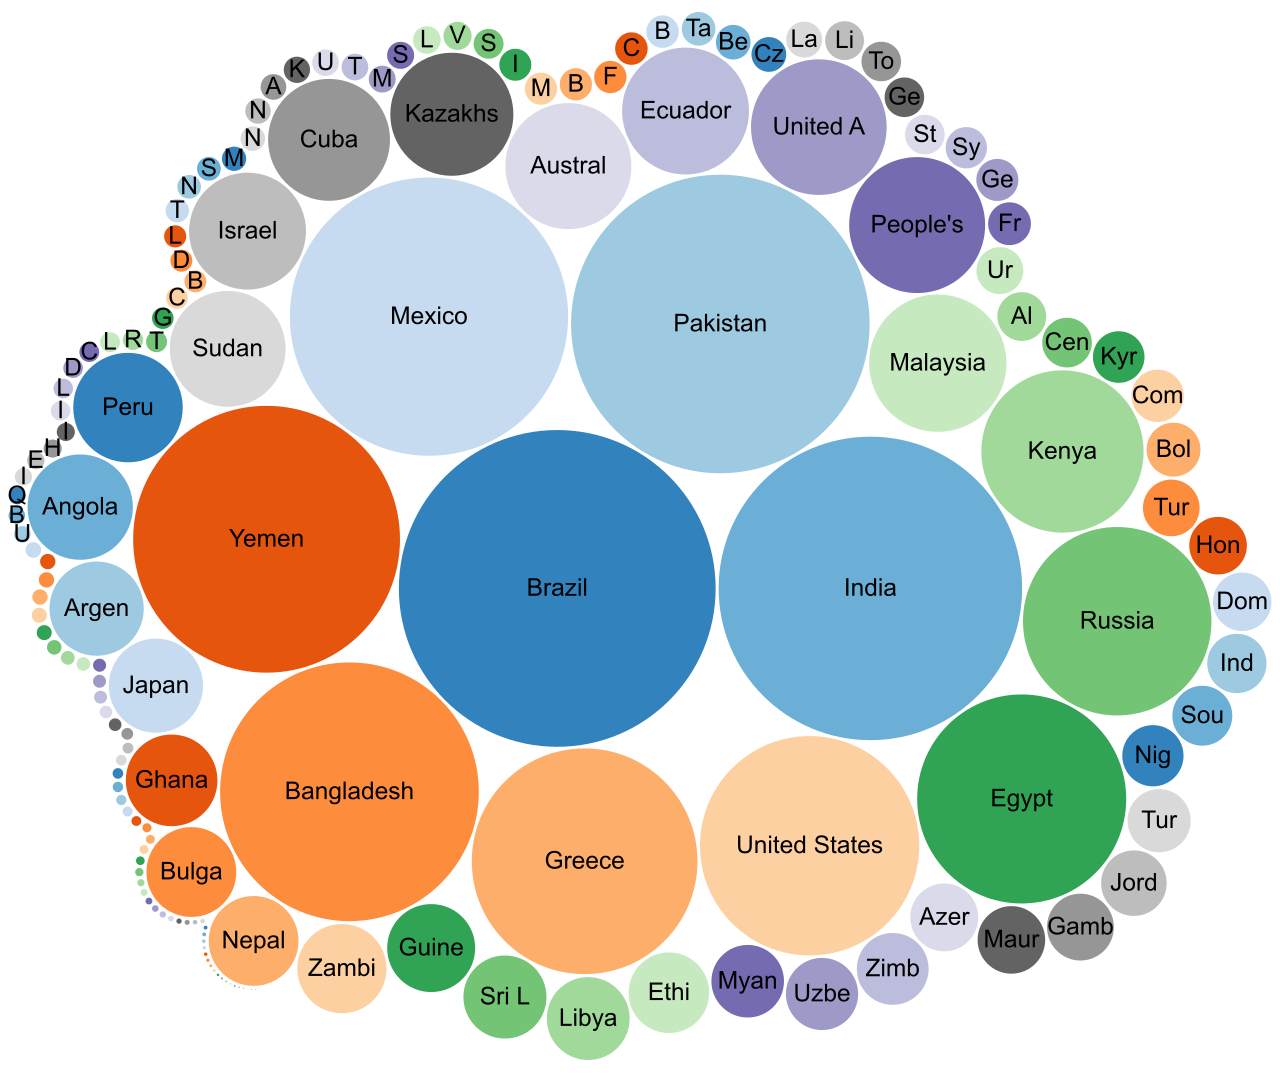 C
B
Ta
Be
Cz
La
Li
To
Ge
L
V
S
I
S
M
T
U
K
A
N
N
M
B
F
Kazakhs
Ecuador
United A
Cuba
Austral
St
Sy
Ge
Fr
Ur
M
S
N
T
L
D
B
C
G
T
R
L
C
D
L
I
I
H
E
I
Q
B
U
Israel
People's
Mexico
Pakistan
Sudan
Malaysia
Al
Cen
Kyr
Com
Bol
Tur
Hon
Dom
Ind
Sou
Nig
Tur
Jord
Gamb
Maur
Azer
Peru
Kenya
Angola
Yemen
Brazil
India
Russia
Argen
Japan
Ghana
Bangladesh
Greece
United States
Egypt
Bulga
Nepal
Zambi
Guine
Sri L
Libya
Ethi
Myan
Uzbe
Zimb